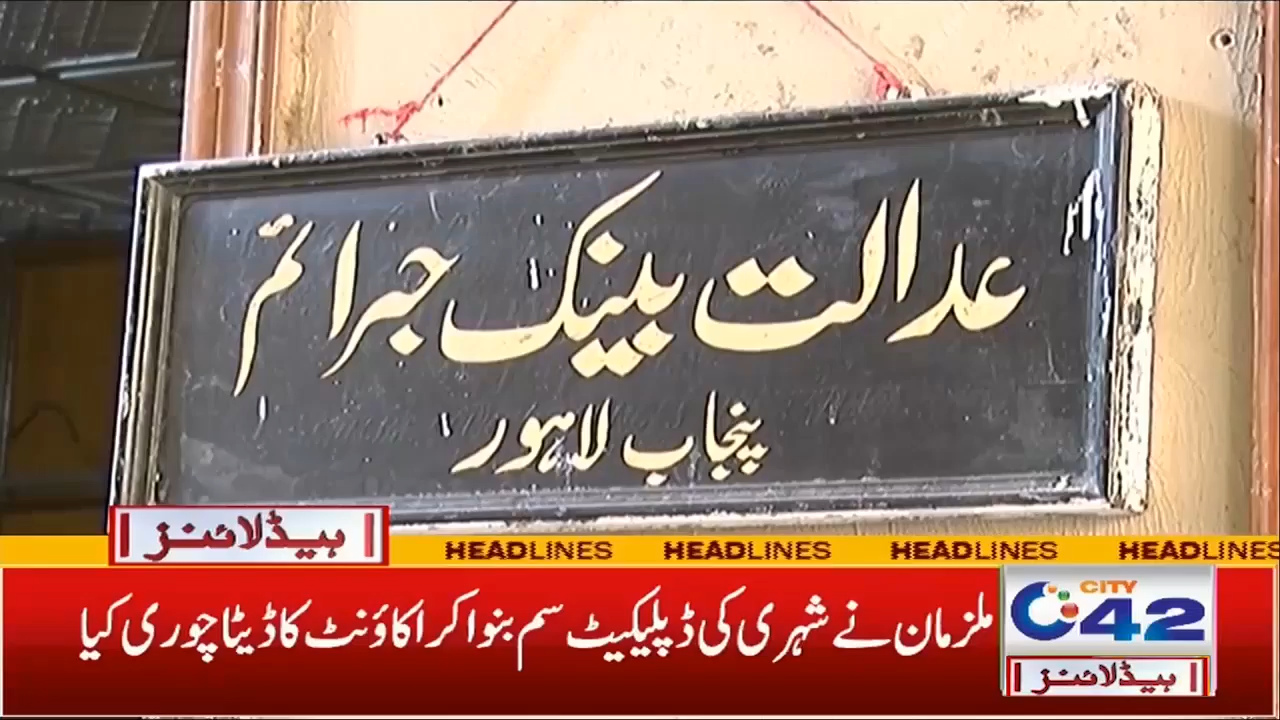 عدالت بینک جرائم
پنجاب لاہور
ہیڈلائنز
HEADLINES HEADLINES HEADLINES HEADLINES
ملزمان نے شہری کی ڈپلیکیٹ سم بنوا کر اکاؤنٹ کا ڈیٹا چوری کیا
CITY
42
ہیڈلائنز